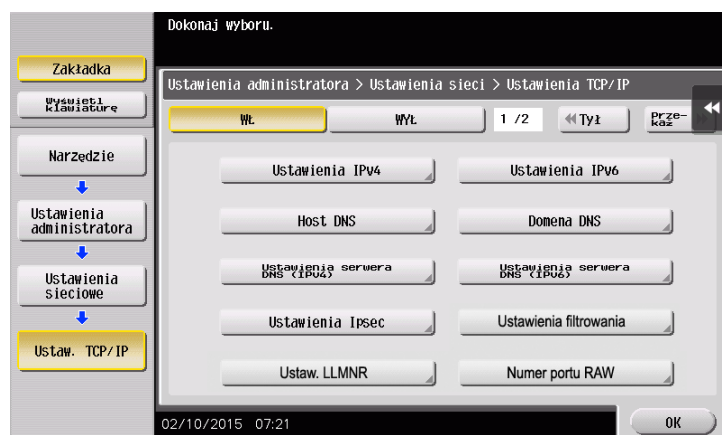 Dokonaj wyboru.
Zakładka
Wyświetl
klawiaturę
Narzędzie
Ustawienia
administratora
Ustawienia
sieciowe
Ustaw. TCP/IP
Ustawienia administratora > Ustawienia sieci > Ustawienia TCP/IP
WŁ WYŁ 1 /2 Tył Prze-
każ
Ustawienia IPv4 Ustawienia IPv6
Host DNS Domena DNS
Ustawienia serwera
DNS (IPv4)
Ustawienia serwera
DNS (IPv6)
Ustawienia Ipsec Ustawienia filtrowania
Ustaw. LLMNR Numer portu RAW
02/10/2015 07:21 OK